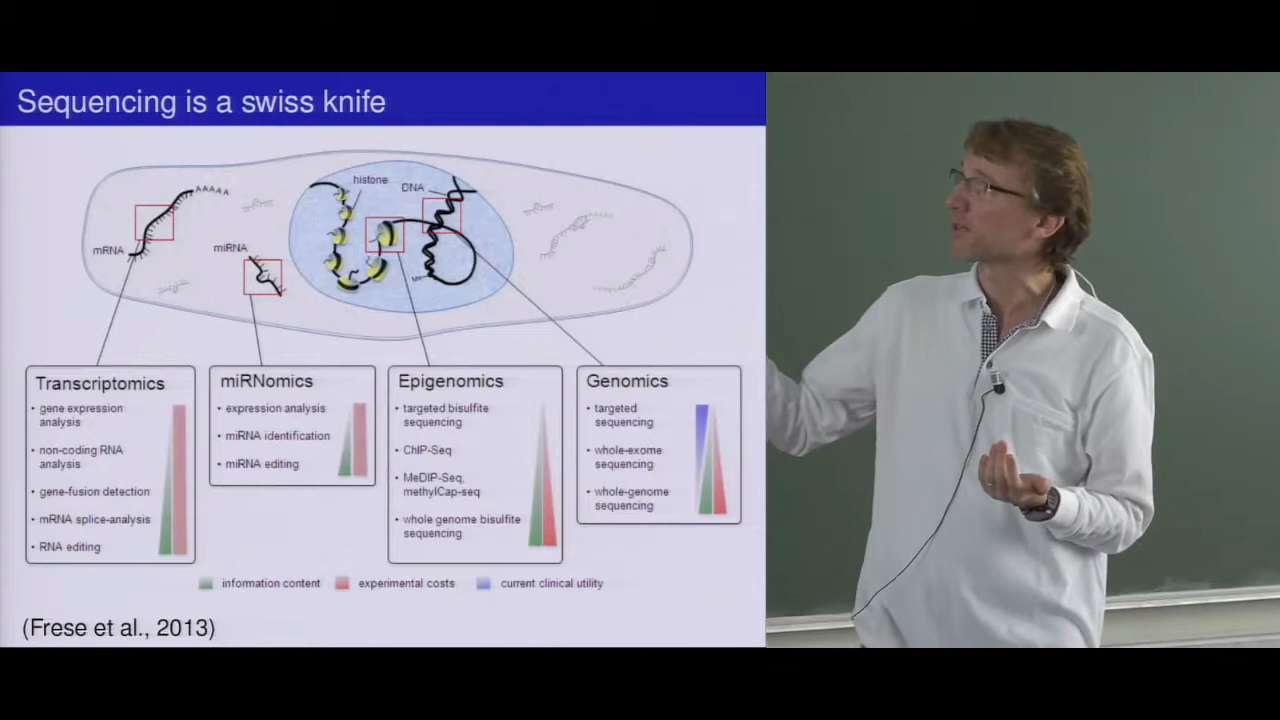 Sequencing is a swiss knife
histone
DNA
AAAAA
mRNA
miRNA
Me
Transcriptomics
• gene expression
analysis
• non-coding RNA
analysis
• gene-fusion detection
• mRNA splice-analysis
• RNA editing
miRNomics
• expression analysis
• miRNA identification
• miRNA editing
Epigenomics
• targeted bisulfite
sequencing
• ChIP-Seq
• MeDIP-Seq,
methylCap-seq
• whole genome bisulfite
sequencing
Genomics
• targeted
sequencing
• whole-exome
sequencing
• whole-genome
sequencing
information content
experimental costs
current clinical utility
(Frese et al., 2013)